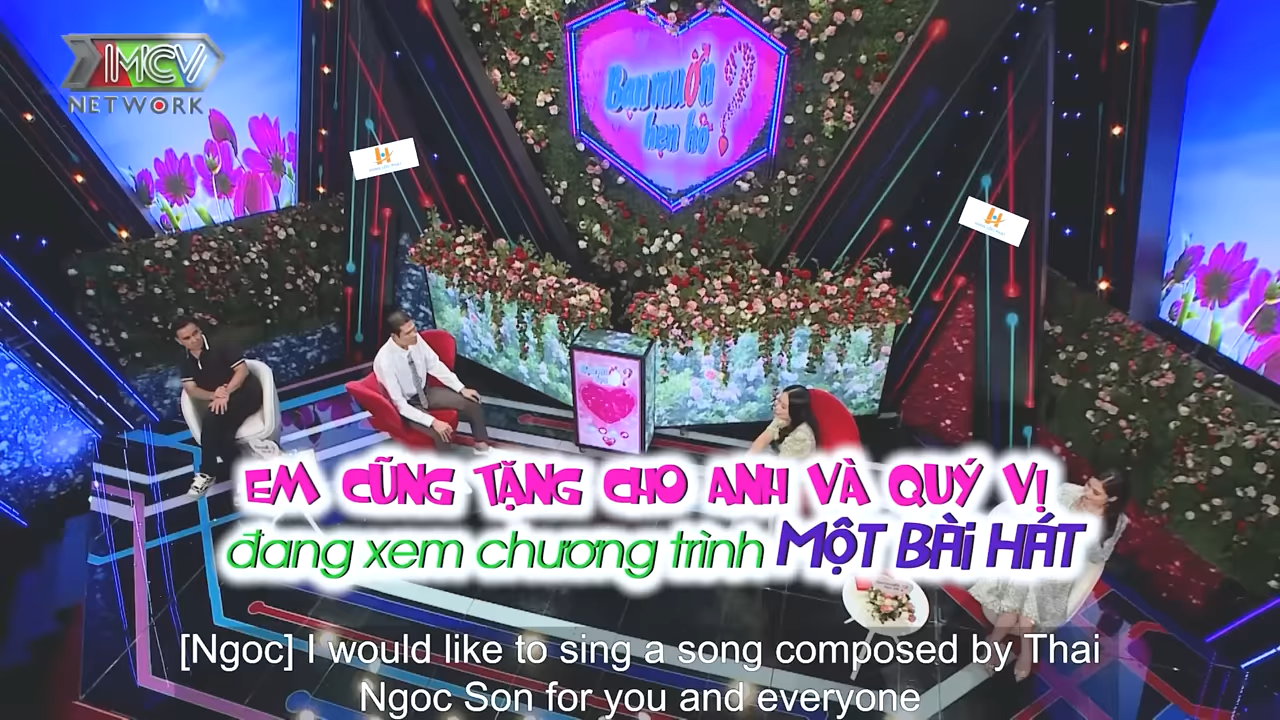 MCV
NETWORK
Bạn muốn
hẹn hò
EM CŨNG TẶNG CHO ANH VÀ QUÝ VỊ
đang xem chương trình MỘT BÀI HÁT
[Ngoc] I would like to sing a song composed by Thai
Ngoc Son for you and everyone